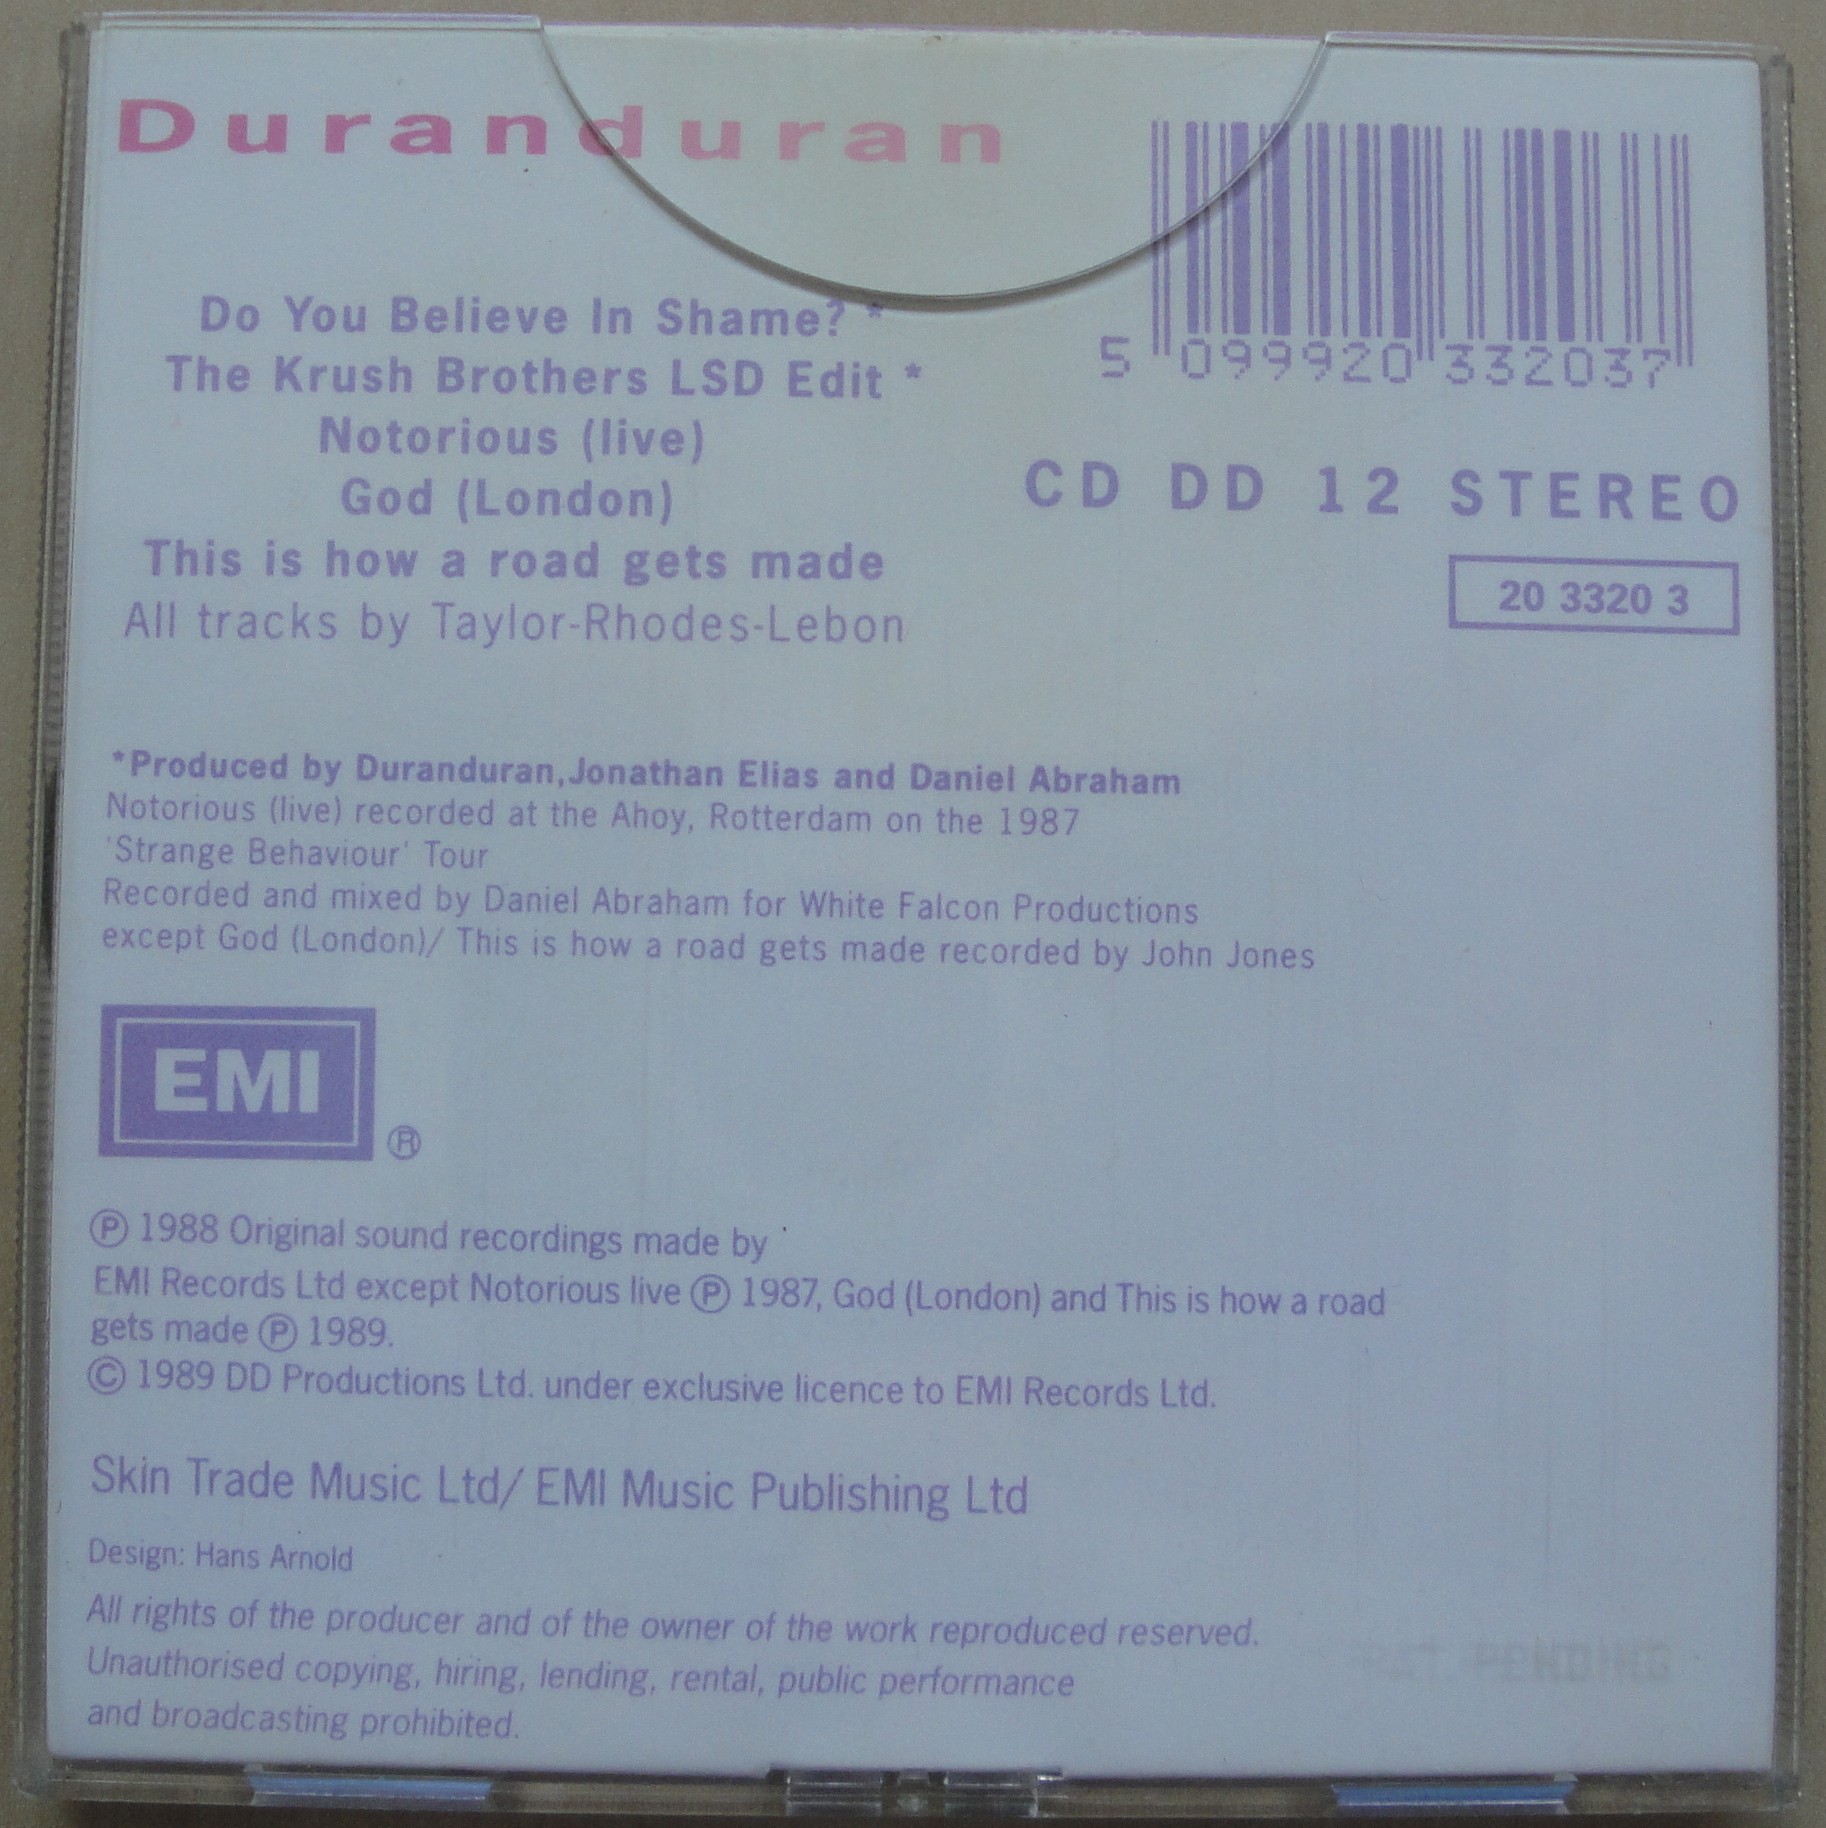 Duranduran
Do You Believe In Shame? *
The Krush Brothers LSD Edit *
Notorious (live)
God (London)
This is how a road gets made
All tracks by Taylor-Rhodes-Lebon
5 099920 332037
CD DD 12 STEREO
20 3320 3
*Produced by Duranduran,Jonathan Elias and Daniel Abraham
Notorious (live) recorded at the Ahoy, Rotterdam on the 1987
'Strange Behaviour' Tour
Recorded and mixed by Daniel Abraham for White Falcon Productions
except God (London)/ This is how a road gets made recorded by John Jones
EMI ®
℗ 1988 Original sound recordings made by
EMI Records Ltd except Notorious live ℗ 1987, God (London) and This is how a road
gets made ℗ 1989.
© 1989 DD Productions Ltd. under exclusive licence to EMI Records Ltd.
Skin Trade Music Ltd/ EMI Music Publishing Ltd
Design: Hans Arnold
All rights of the producer and of the owner of the work reproduced reserved.
Unauthorised copying, hiring, lending, rental, public performance
and broadcasting prohibited.
PAT PENDING